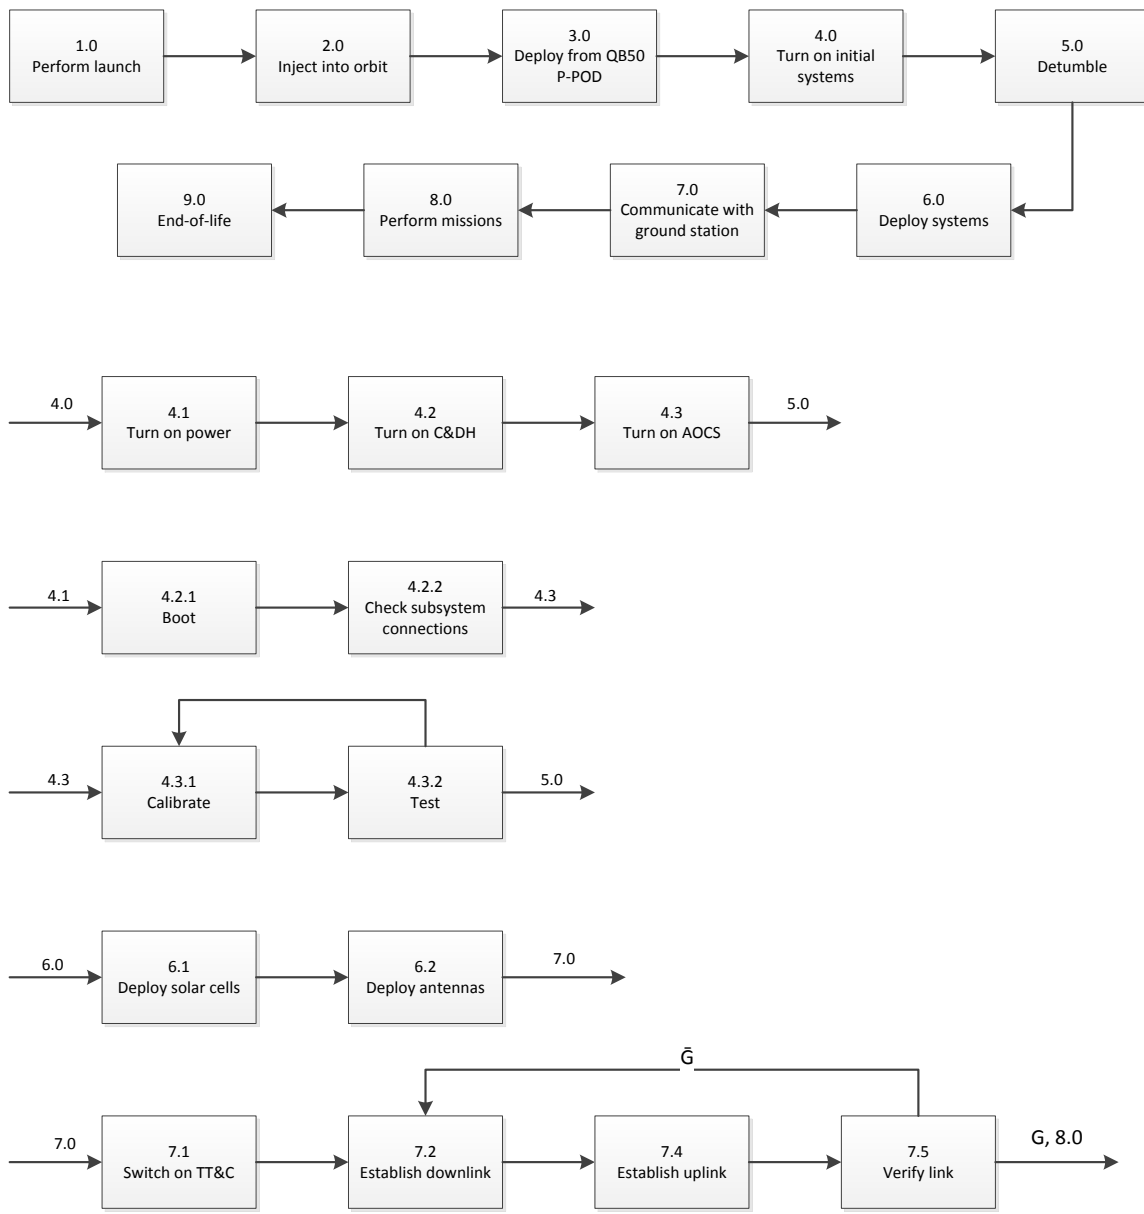 1.0
Perform launch
2.0
Inject into orbit
3.0
Deploy from QB50
P-POD
4.0
Turn on initial
systems
5.0
Detumble
9.0
End-of-life
8.0
Perform missions
7.0
Communicate with
ground station
6.0
Deploy systems
4.0
4.1
Turn on power
4.2
Turn on C&DH
4.3
Turn on AOCS
5.0
4.1
4.2.1
Boot
4.2.2
Check subsystem
connections
4.3
4.3
4.3.1
Calibrate
4.3.2
Test
5.0
6.0
6.1
Deploy solar cells
6.2
Deploy antennas
7.0
Ḡ
7.0
7.1
Switch on TT&C
7.2
Establish downlink
7.4
Establish uplink
7.5
Verify link
G, 8.0